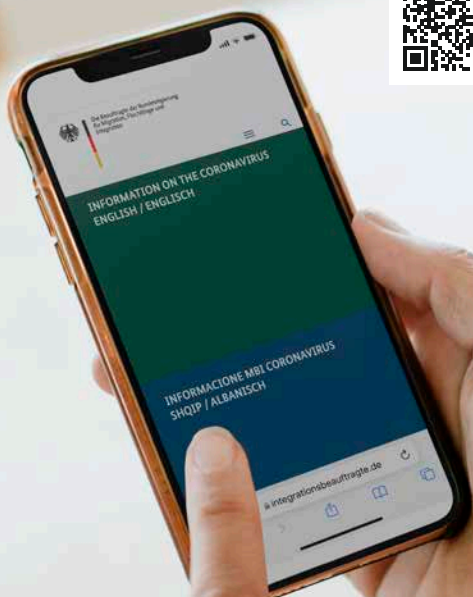 Die Beauftragte der Bundesregierung
für Migration, Flüchtlinge und
Integration
INFORMATION ON THE CORONAVIRUS
ENGLISH / ENGLISCH
INFORMACIONE MBI CORONAVIRUS
SHQIP / ALBANISCH
integrationsbeauftragte.de